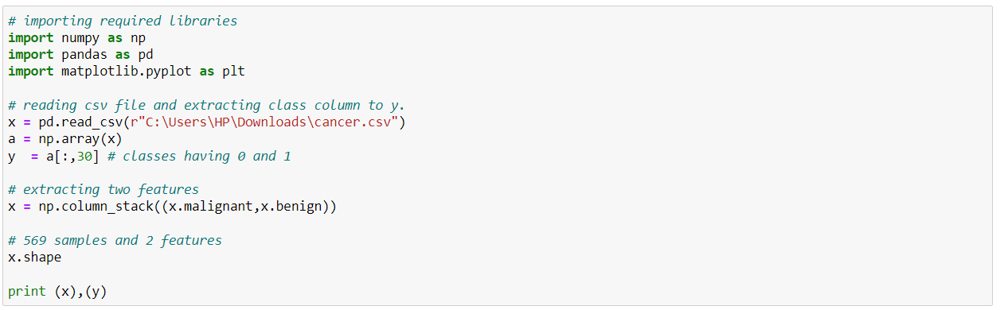 # importing required libraries
import numpy as np
import pandas as pd
import matplotlib.pyplot as plt
# reading csv file and extracting class column to y.
x = pd.read_csv(r"C:\Users\HP\Downloads\cancer.csv")
a = np.array(x)
y  = a[:,30] # classes having 0 and 1
# extracting two features
x = np.column_stack((x.malignant,x.benign))
# 569 samples and 2 features
x.shape
print (x),(y)